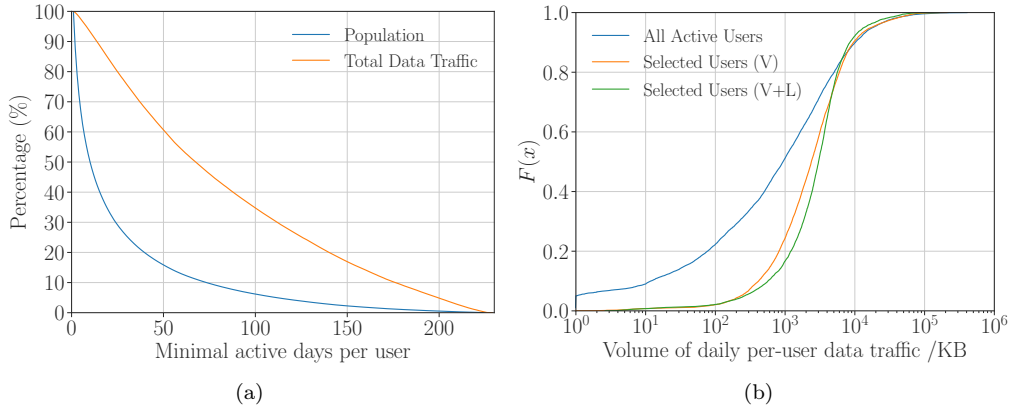 100
90
80
70
60
50
40
30
20
10
0
Percentage (%)
Population
Total Data Traffic
0 50 100 150 200
Minimal active days per user
(a)
1.0
0.8
0.6
0.4
0.2
0.0
F(x)
All Active Users
Selected Users (V)
Selected Users (V+L)
10^0 10^1 10^2 10^3 10^4 10^5 10^6
Volume of daily per-user data traffic /KB
(b)